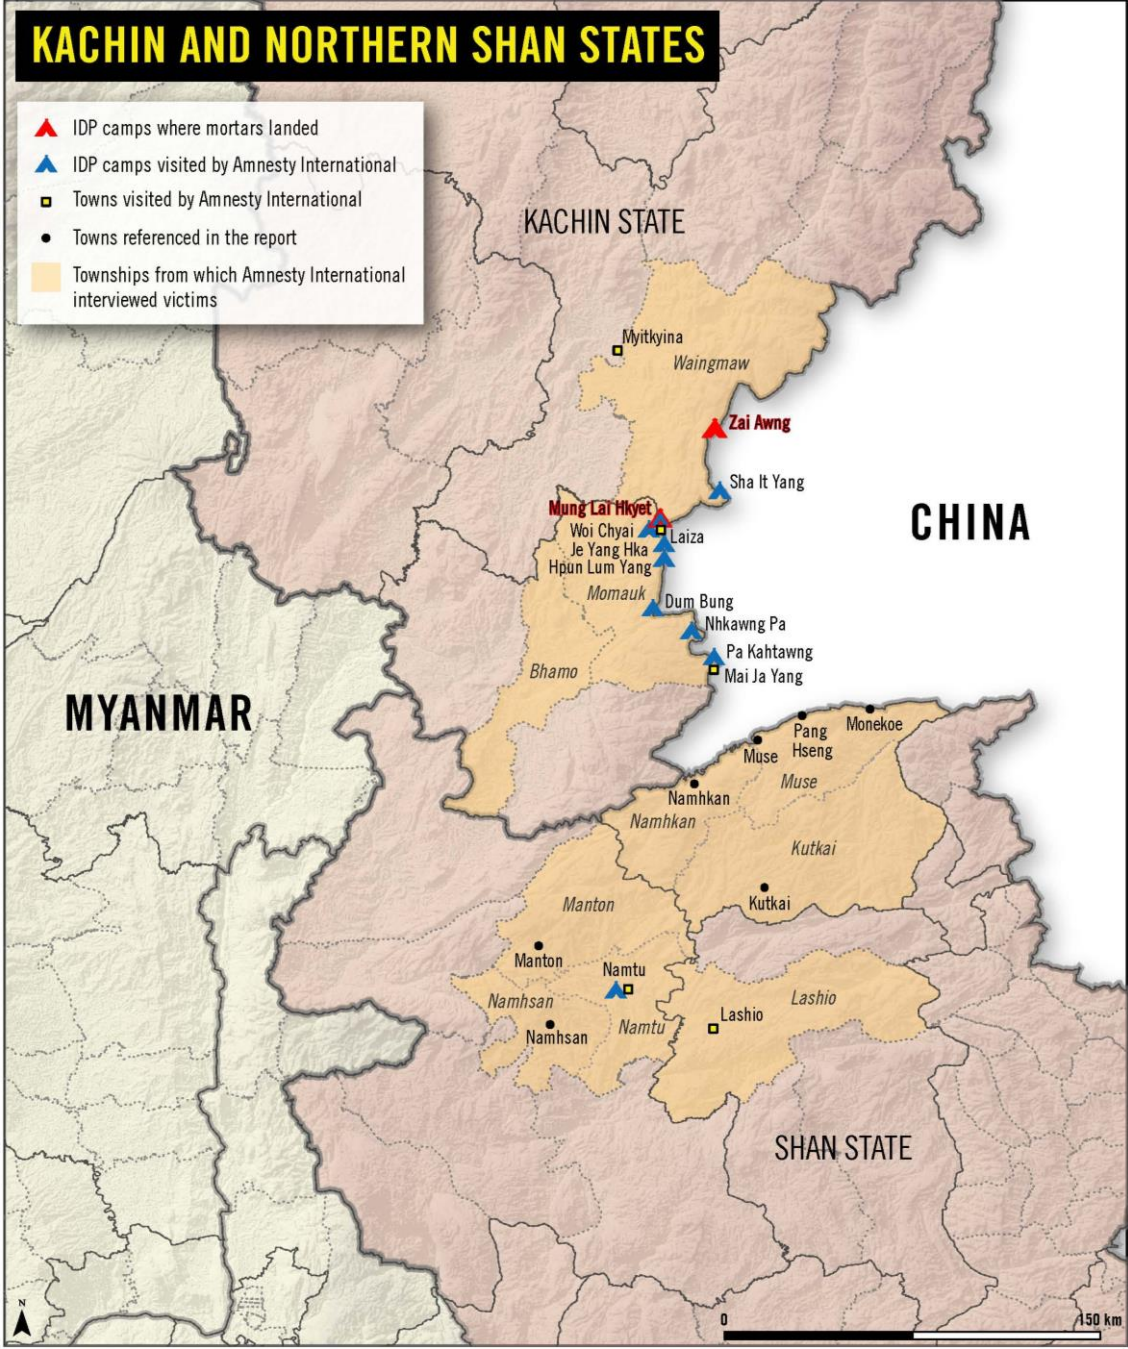 KACHIN AND NORTHERN SHAN STATES
IDP camps where mortars landed
IDP camps visited by Amnesty International
Towns visited by Amnesty International
Towns referenced in the report
Townships from which Amnesty International
interviewed victims
KACHIN STATE
Myitkyina
Waingmaw
Zai Awng
Sha It Yang
Mung Lai Hkyet
Woi Chyai
Laiza
Je Yang Hka
Hpun Lum Yang
Momauk
Dum Bung
Nhkawng Pa
Pa Kahtawng
Mai Ja Yang
Bhamo
CHINA
MYANMAR
Monekoe
Pang
Hseng
Muse
Muse
Namhkan
Namhkan
Kutkai
Kutkai
Manton
Manton
Namtu
Namhsan
Namhsan
Namtu
Lashio
Lashio
SHAN STATE
N
0
150 km